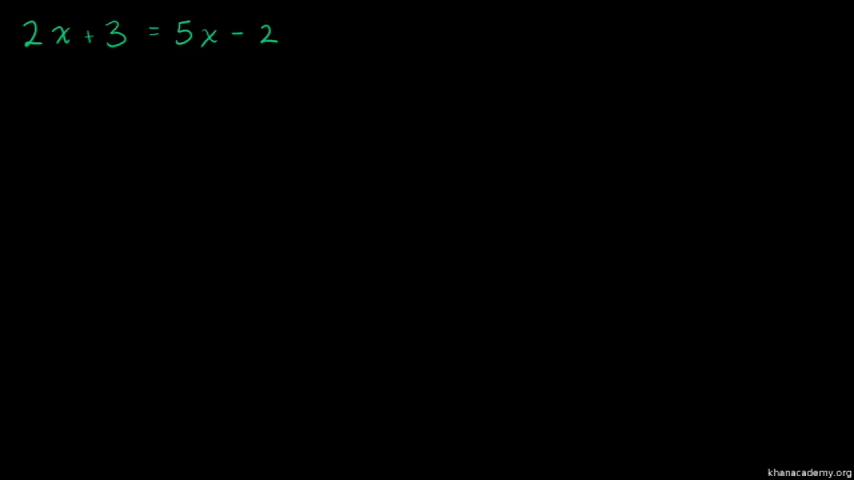 2x + 3 = 5x - 2
khanacademy.org